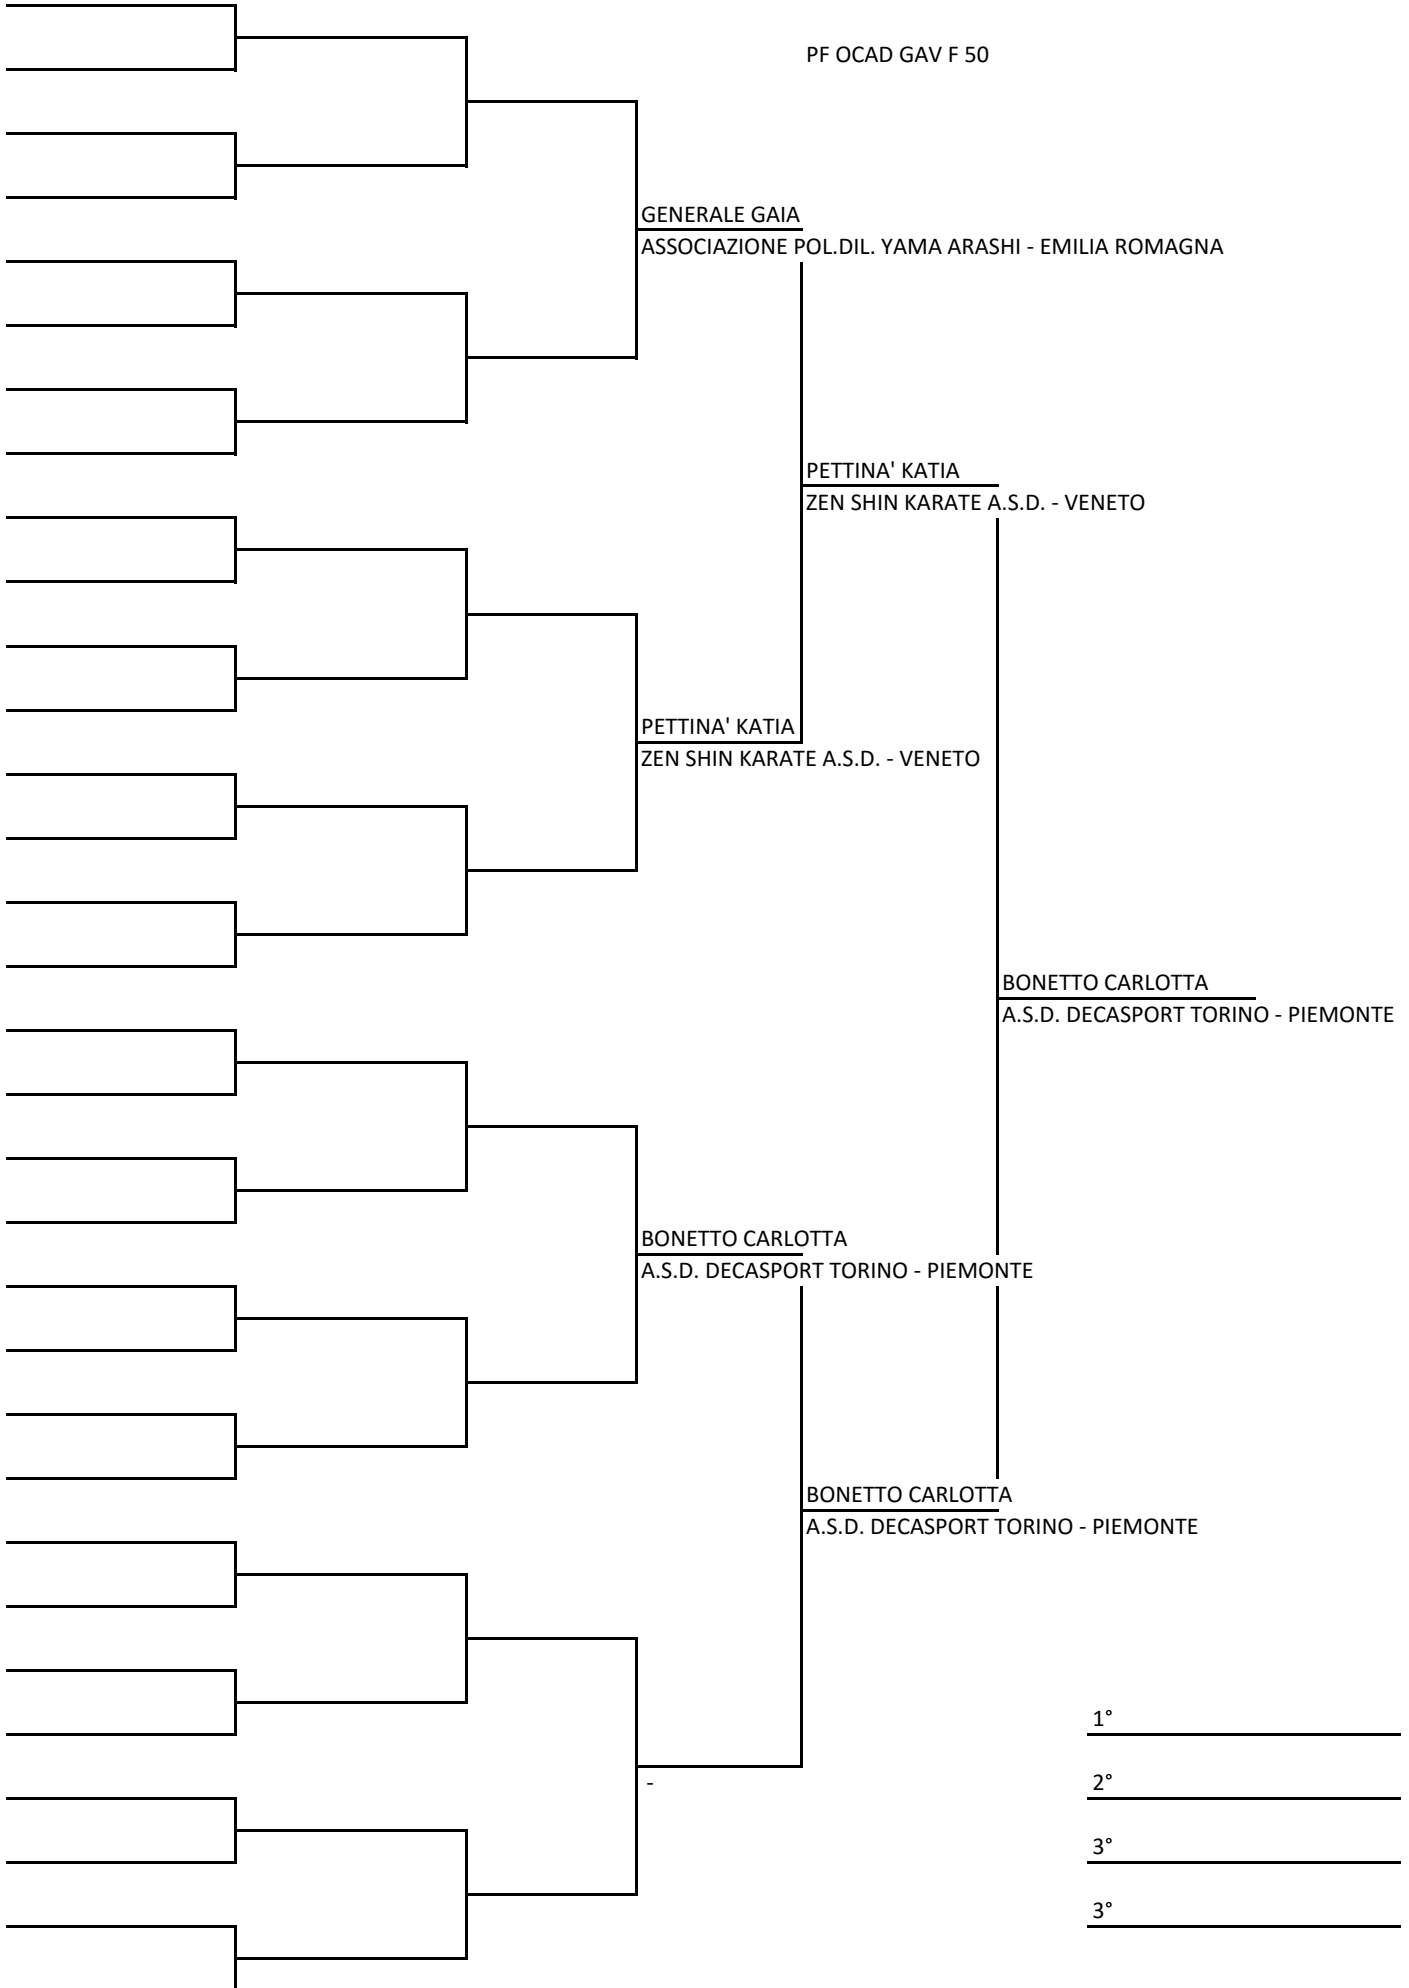 PF OCAD GAV F 50
GENERALE GAIA
ASSOCIAZIONE POL.DIL. YAMA ARASHI - EMILIA ROMAGNA
PETTINA' KATIA
ZEN SHIN KARATE A.S.D. - VENETO
PETTINA' KATIA
ZEN SHIN KARATE A.S.D. - VENETO
BONETTO CARLOTTA
A.S.D. DECASPORT TORINO - PIEMONTE
BONETTO CARLOTTA
A.S.D. DECASPORT TORINO - PIEMONTE
BONETTO CARLOTTA
A.S.D. DECASPORT TORINO - PIEMONTE
1°
-
2°
3°
3°